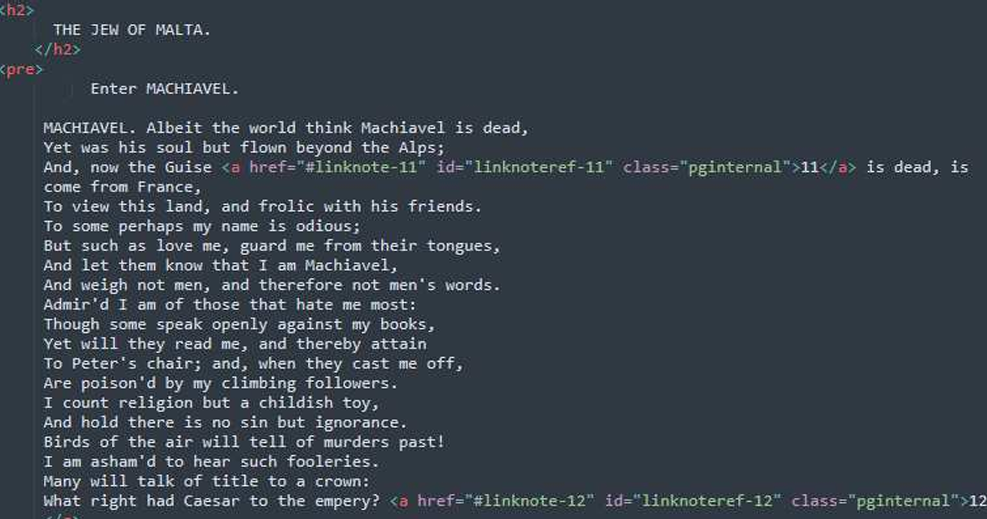 <h2>
THE JEW OF MALTA.
</h2>
<pre>
Enter MACHIAVEL.
MACHIAVEL. Albeit the world think Machiavel is dead,
Yet was his soul but flown beyond the Alps;
And, now the Guise <a href="#linknote-11" id="linknoteref-11" class="pginternal">11</a> is dead, is
come from France,
To view this land, and frolic with his friends.
To some perhaps my name is odious;
But such as love me, guard me from their tongues,
And let them know that I am Machiavel,
And weigh not men, and therefore not men's words.
Admir'd I am of those that hate me most:
Though some speak openly against my books,
Yet will they read me, and thereby attain
To Peter's chair; and, when they cast me off,
Are poison'd by my climbing followers.
I count religion but a childish toy,
And hold there is no sin but ignorance.
Birds of the air will tell of murders past!
I am asham'd to hear such fooleries.
Many will talk of title to a crown:
What right had Caesar to the empery? <a href="#linknote-12" id="linknoteref-12" class="pginternal">12